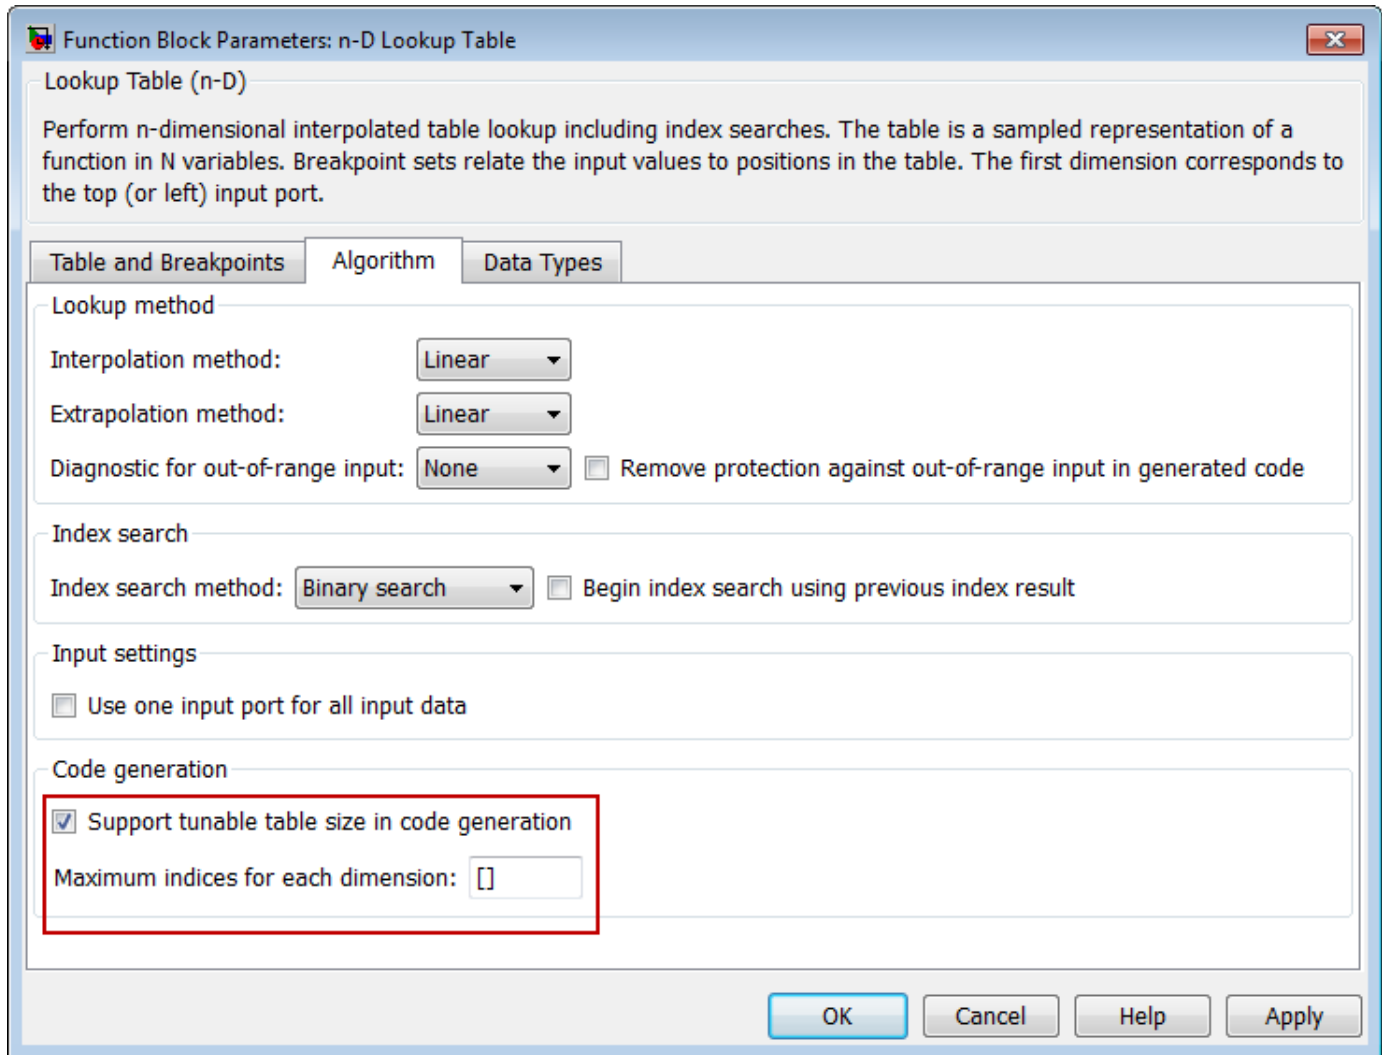 Function Block Parameters: n-D Lookup Table
Lookup Table (n-D)
Perform n-dimensional interpolated table lookup including index searches. The table is a sampled representation of a
function in N variables. Breakpoint sets relate the input values to positions in the table. The first dimension corresponds to
the top (or left) input port.
Table and Breakpoints Algorithm Data Types
Lookup method
Interpolation method: Linear
Extrapolation method: Linear
Diagnostic for out-of-range input: None Remove protection against out-of-range input in generated code
Index search
Index search method: Binary search Begin index search using previous index result
Input settings
Use one input port for all input data
Code generation
Support tunable table size in code generation
Maximum indices for each dimension: []
OK Cancel Help Apply